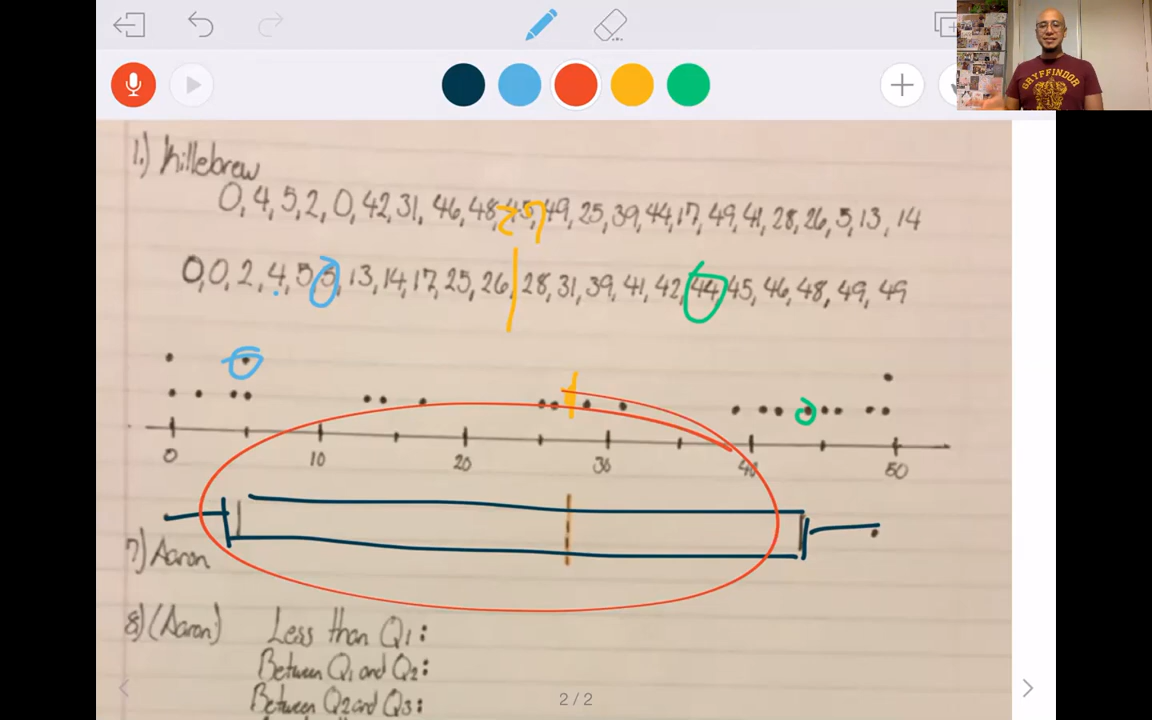 GRYFFINDOR
1.) Killebrew
0, 4, 5, 2, 0, 42, 31, 46, 48, 45, 49, 25, 39, 44, 17, 49, 41, 28, 26, 5, 13, 14
27
0, 0, 2, 4, 5, 5, 13, 14, 17, 25, 26, 28, 31, 39, 41, 42, 44, 45, 46, 48, 49, 49
0 10 20 30 40 50
7) Aaron
8) (Aaron) Less than Q1:
Between Q1 and Q2:
Between Q2 and Q3:
2 / 2